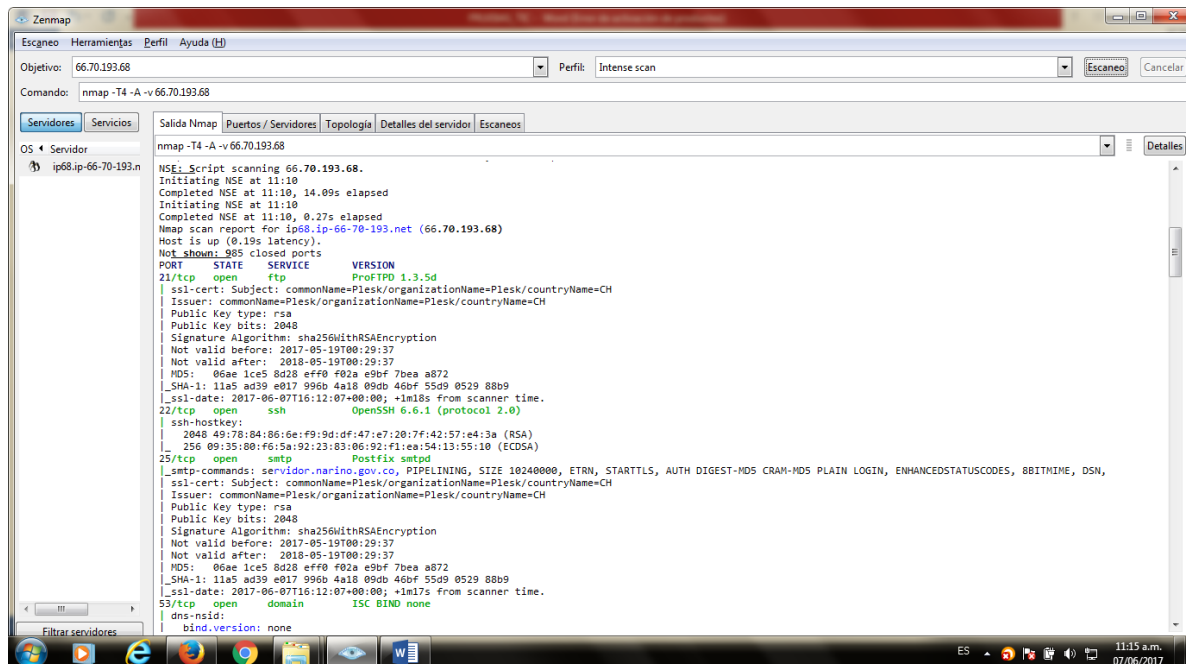 Zenmap
Escaneo Herramientas Perfil Ayuda (H)
Objetivo: 66.70.193.68 Perfil: Intense scan Escaneo Cancelar
Comando: nmap -T4 -A -v 66.70.193.68
Servidores Servicios
OS Servidor
ip68.ip-66-70-193.n
Filtrar servidores
Salida Nmap Puertos / Servidores Topología Detalles del servidor Escaneos
nmap -T4 -A -v 66.70.193.68 Detalles
NSE: Script scanning 66.70.193.68.
Initiating NSE at 11:10
Completed NSE at 11:10, 14.09s elapsed
Initiating NSE at 11:10
Completed NSE at 11:10, 0.27s elapsed
Nmap scan report for ip68.ip-66-70-193.net (66.70.193.68)
Host is up (0.19s latency).
Not shown: 985 closed ports
PORT STATE SERVICE VERSION
21/tcp open ftp ProFTPD 1.3.5d
| ssl-cert: Subject: commonName=Plesk/organizationName=Plesk/countryName=CH
| Issuer: commonName=Plesk/organizationName=Plesk/countryName=CH
| Public Key type: rsa
| Public Key bits: 2048
| Signature Algorithm: sha256WithRSAEncryption
| Not valid before: 2017-05-19T00:29:37
| Not valid after: 2018-05-19T00:29:37
| MD5: 06ae 1ce5 8d28 eff0 f02a e9bf 7bea a872
|_SHA-1: 11a5 ad39 e017 996b 4a18 09db 46bf 55d9 0529 88b9
|_ssl-date: 2017-06-07T16:12:07+00:00; +1m18s from scanner time.
22/tcp open ssh OpenSSH 6.6.1 (protocol 2.0)
| ssh-hostkey:
| 2048 49:78:84:86:6e:f9:9d:df:47:e7:20:7f:42:57:e4:3a (RSA)
|_ 256 09:35:80:f6:5a:92:23:83:06:92:f1:ea:54:13:55:10 (ECDSA)
25/tcp open smtp Postfix smtpd
|_smtp-commands: servidor.narino.gov.co, PIPELINING, SIZE 10240000, ETRN, STARTTLS, AUTH DIGEST-MD5 CRAM-MD5 PLAIN LOGIN, ENHANCEDSTATUSCODES, 8BITMIME, DSN,
| ssl-cert: Subject: commonName=Plesk/organizationName=Plesk/countryName=CH
| Issuer: commonName=Plesk/organizationName=Plesk/countryName=CH
| Public Key type: rsa
| Public Key bits: 2048
| Signature Algorithm: sha256WithRSAEncryption
| Not valid before: 2017-05-19T00:29:37
| Not valid after: 2018-05-19T00:29:37
| MD5: 06ae 1ce5 8d28 eff0 f02a e9bf 7bea a872
|_SHA-1: 11a5 ad39 e017 996b 4a18 09db 46bf 55d9 0529 88b9
|_ssl-date: 2017-06-07T16:12:07+00:00; +1m17s from scanner time.
53/tcp open domain ISC BIND none
| dns-nsid:
| bind.version: none
ES 11:15 a.m.
07/06/2017